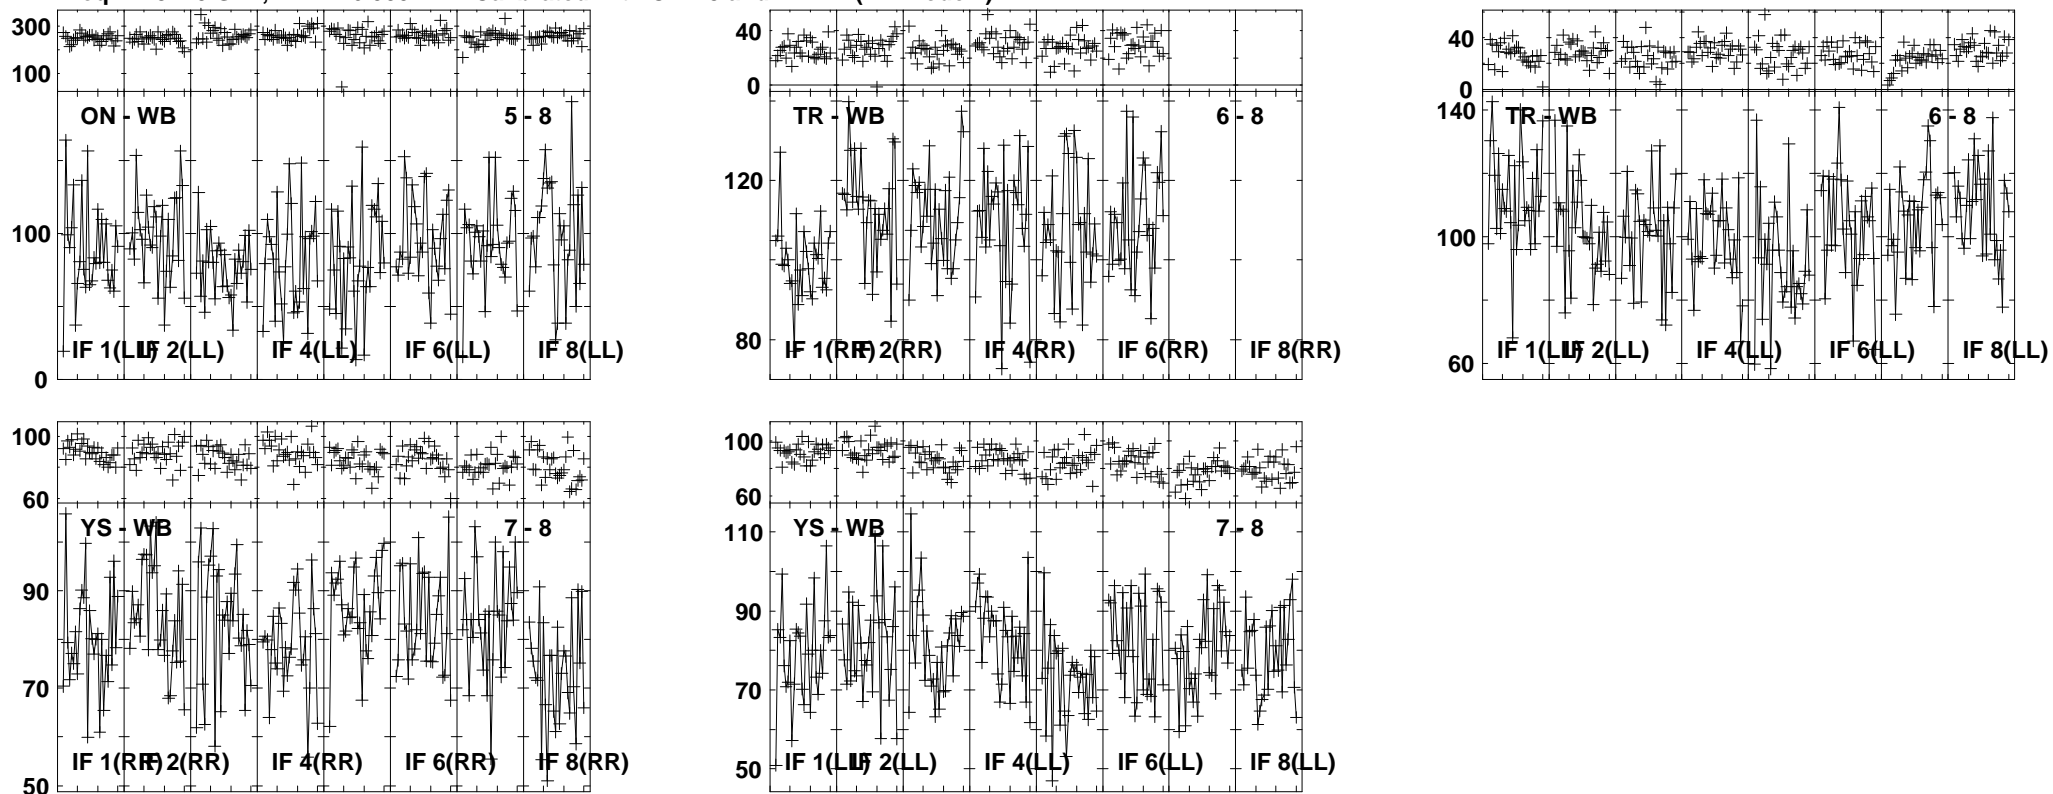 300
100
ON - WB
5 - 8
100
0
IF 1(LL)
IF 2(LL)
IF 4(LL)
IF 6(LL)
IF 8(LL)
40
0
TR - WB
6 - 8
120
80
IF 1(RR)
IF 2(RR)
IF 4(RR)
IF 6(RR)
IF 8(RR)
40
0
TR - WB
6 - 8
140
100
60
IF 1(LL)
IF 2(LL)
IF 4(LL)
IF 6(LL)
IF 8(LL)
100
60
YS - WB
7 - 8
90
70
50
IF 1(RR)
IF 2(RR)
IF 4(RR)
IF 6(RR)
IF 8(RR)
100
60
YS - WB
7 - 8
110
90
70
50
IF 1(LL)
IF 2(LL)
IF 4(LL)
IF 6(LL)
IF 8(LL)